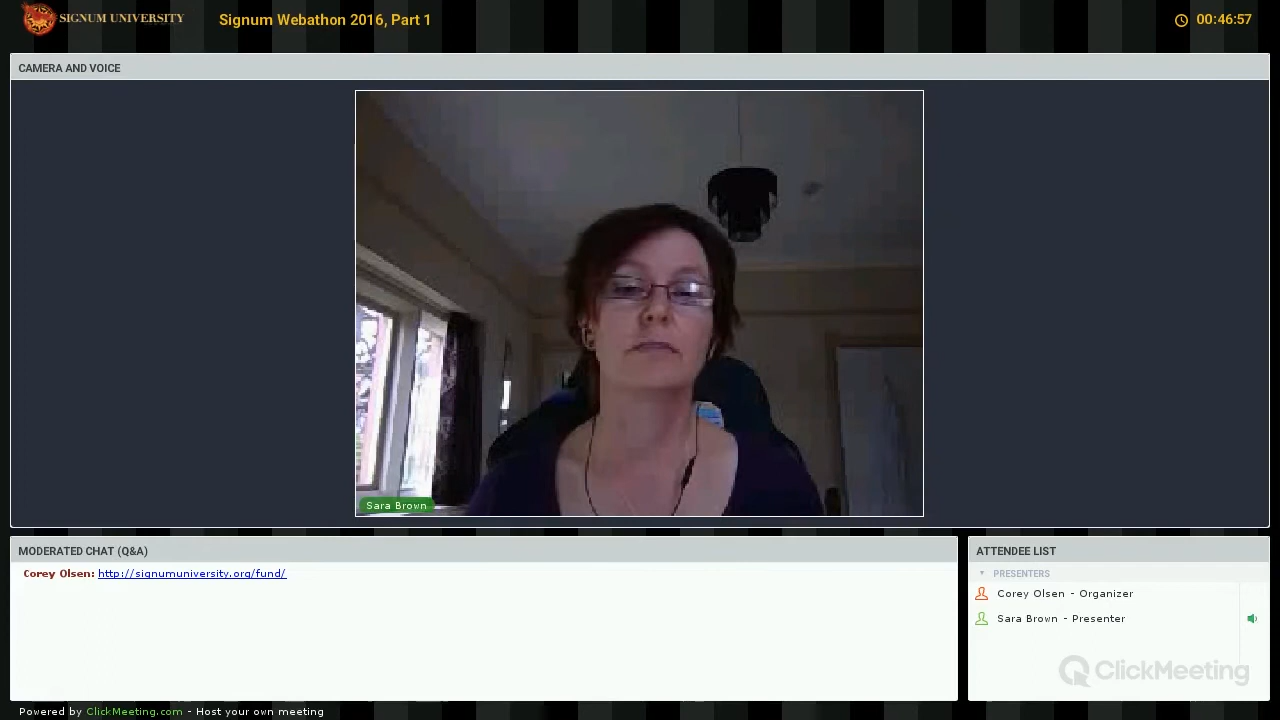 SIGNUM UNIVERSITY
Signum Webathon 2016, Part 1
00:46:57
CAMERA AND VOICE
Sara Brown
MODERATED CHAT (Q&A)
Corey Olsen: http://signumuniversity.org/fund/
ATTENDEE LIST
PRESENTERS
Corey Olsen - Organizer
Sara Brown - Presenter
ClickMeeting
Powered by ClickMeeting.com - Host your own meeting